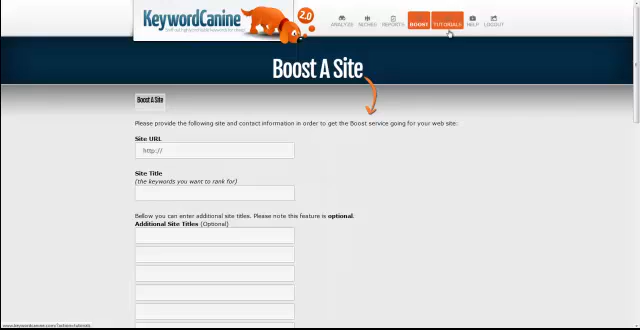 KeywordCanine 2.0
ANALYZE NICHES REPORTS BOOST TUTORIALS HELP LOGOUT
Boost A Site
Boost A Site
Please provide the following site and contact information in order to get the Boost service going for your web site:
Site URL
http://
Site Title
(the keywords you want to rank for)
Bellow you can enter additional site titles. Please note this feature is optional.
Additional Site Titles (Optional)